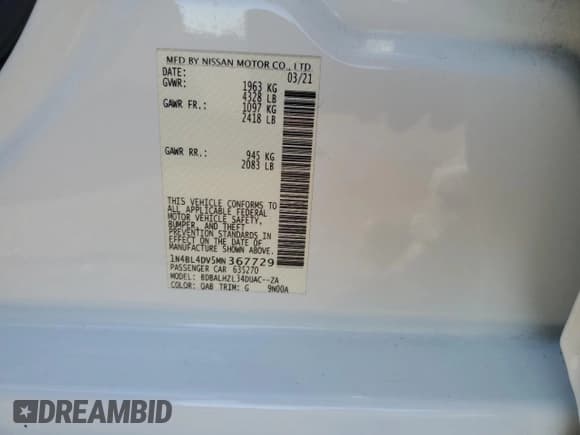 MFD BY NISSAN MOTOR CO., LTD
DATE: 03/21
GVWR: 1963 KG
4328 LB
GAWR FR.: 1097 KG
2418 LB
GAWR RR.: 945 KG
2083 LB
THIS VEHICLE CONFORMS TO
ALL APPLICABLE FEDERAL
MOTOR VEHICLE SAFETY,
BUMPER, AND THEFT
PREVENTION STANDARDS IN
EFFECT ON THE DATE OF
MANUFACTURE SHOWN ABOVE.
1N4BL4DV5MN367729
PASSENGER CAR 635270
MODEL: BDBALHZL34DUAC--ZA
COLOR: QAB TRIM: G 9N00A
DREAMBID